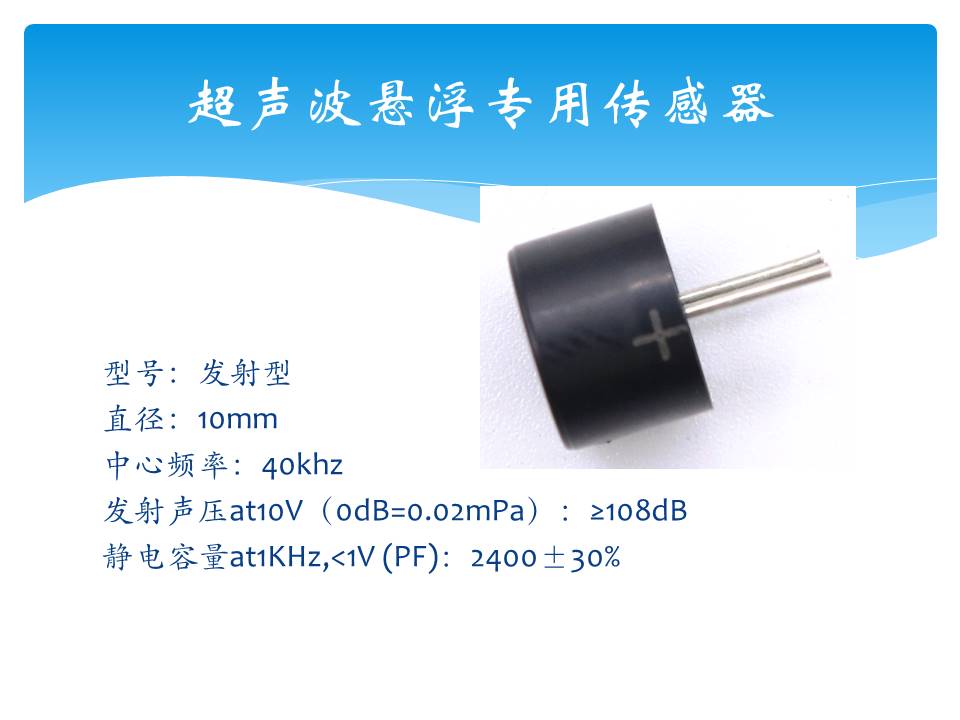 超声波悬浮专用传感器
+
型号：发射型
直径：10mm
中心频率：40khz
发射声压at10V（0dB=0.02mPa）：≥108dB
静电容量at1KHz,<1V (PF)：2400±30%